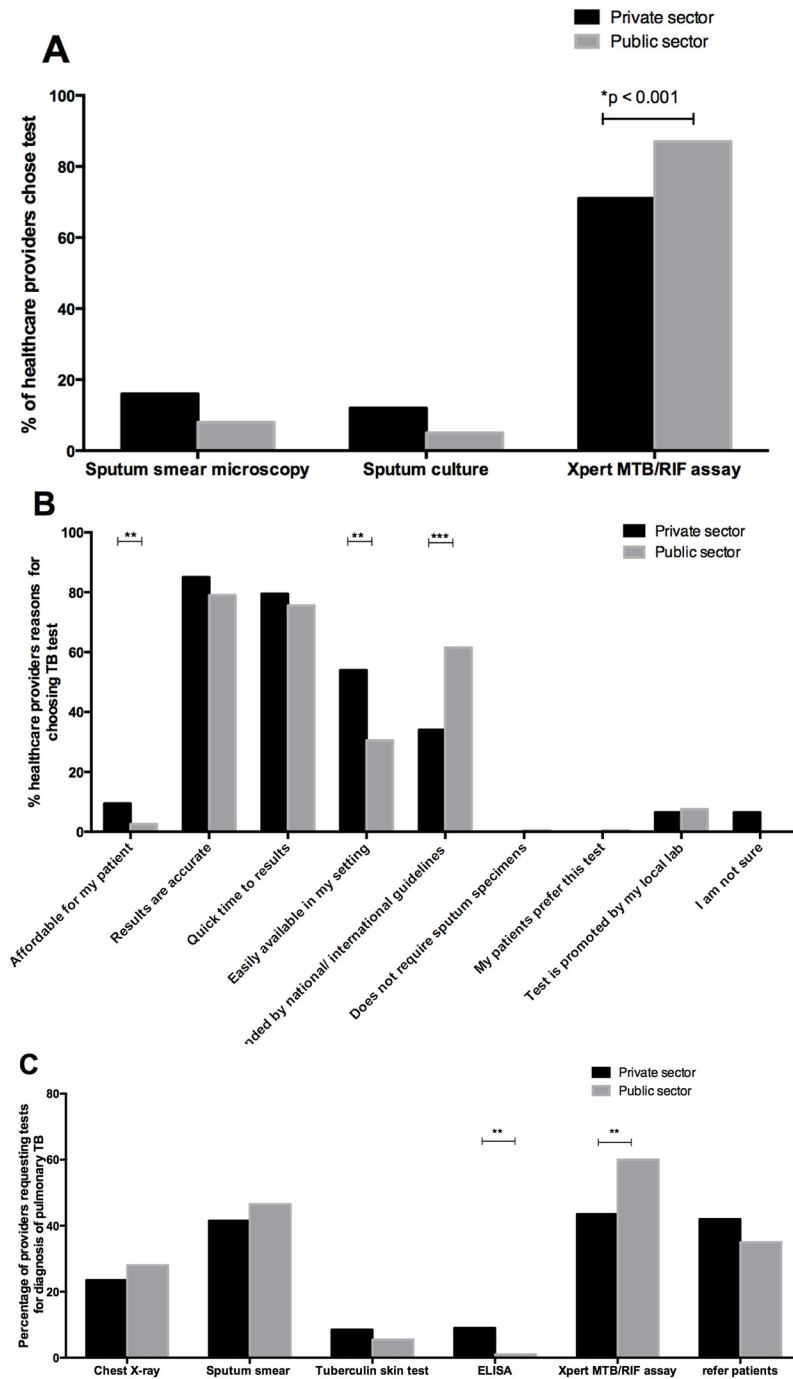 A
Private sector
Public sector
% of healthcare providers chose test
100
80
60
40
20
0
*p < 0.001
Sputum smear microscopy
Sputum culture
Xpert MTB/RIF assay
B
Private sector
Public sector
% healthcare providers reasons for
choosing TB test
100
80
60
40
20
0
**
**
***
Affordable for my patient
Results are accurate
Quick time to results
Easily available in my setting
nded by national/ international guidelines
Does not require sputum specimens
My patients prefer this test
Test is promoted by my local lab
I am not sure
C
Private sector
Public sector
Percentage of providers requesting tests
for diagnosis of pulmonary TB
80
60
40
20
0
**
**
Chest X-ray
Sputum smear
Tuberculin skin test
ELISA
Xpert MTB/RIF assay
refer patients